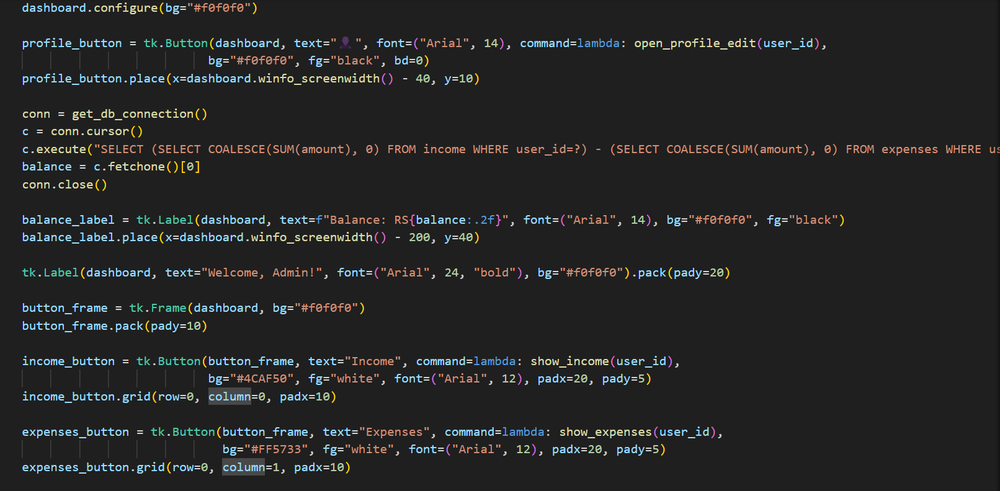 dashboard.configure(bg="#f0f0f0")
profile_button = tk.Button(dashboard, text="👤", font=("Arial", 14), command=lambda: open_profile_edit(user_id),
bg="#f0f0f0", fg="black", bd=0)
profile_button.place(x=dashboard.winfo_screenwidth() - 40, y=10)
conn = get_db_connection()
c = conn.cursor()
c.execute("SELECT (SELECT COALESCE(SUM(amount), 0) FROM income WHERE user_id=?) - (SELECT COALESCE(SUM(amount), 0) FROM expenses WHERE us
balance = c.fetchone()[0]
conn.close()
balance_label = tk.Label(dashboard, text=f"Balance: RS{balance:.2f}", font=("Arial", 14), bg="#f0f0f0", fg="black")
balance_label.place(x=dashboard.winfo_screenwidth() - 200, y=40)
tk.Label(dashboard, text="Welcome, Admin!", font=("Arial", 24, "bold"), bg="#f0f0f0").pack(pady=20)
button_frame = tk.Frame(dashboard, bg="#f0f0f0")
button_frame.pack(pady=10)
income_button = tk.Button(button_frame, text="Income", command=lambda: show_income(user_id),
bg="#4CAF50", fg="white", font=("Arial", 12), padx=20, pady=5)
income_button.grid(row=0, column=0, padx=10)
expenses_button = tk.Button(button_frame, text="Expenses", command=lambda: show_expenses(user_id),
bg="#FF5733", fg="white", font=("Arial", 12), padx=20, pady=5)
expenses_button.grid(row=0, column=1, padx=10)